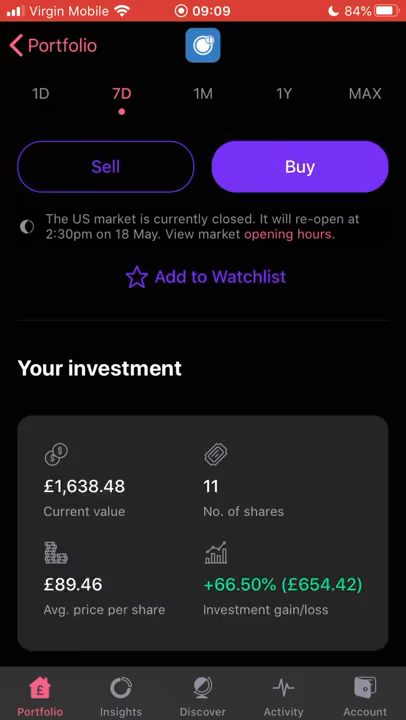 Virgin Mobile 09:09 84%
Portfolio
1D 7D 1M 1Y MAX
Sell Buy
The US market is currently closed. It will re-open at
2:30pm on 18 May. View market opening hours.
Add to Watchlist
Your investment
£1,638.48 11
Current value No. of shares
£89.46 +66.50% (£654.42)
Avg. price per share Investment gain/loss
Portfolio Insights Discover Activity Account